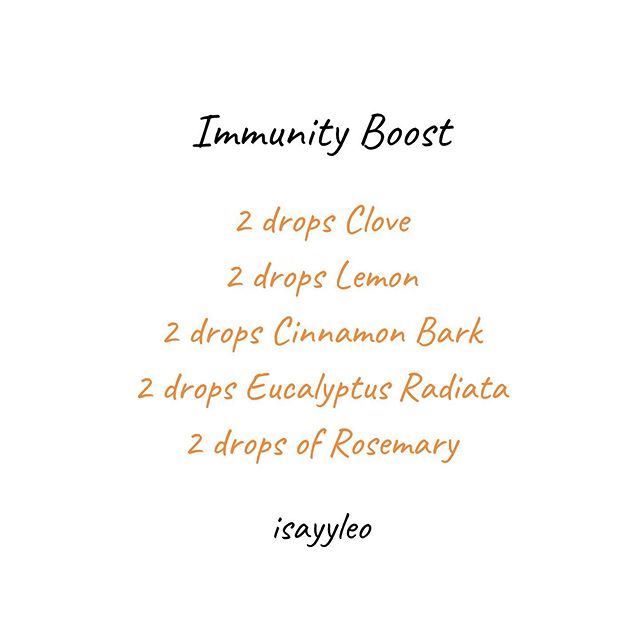 Immunity Boost
2 drops Clove
2 drops Lemon
2 drops Cinnamon Bark
2 drops Eucalyptus Radiata
2 drops of Rosemary
isayyleo